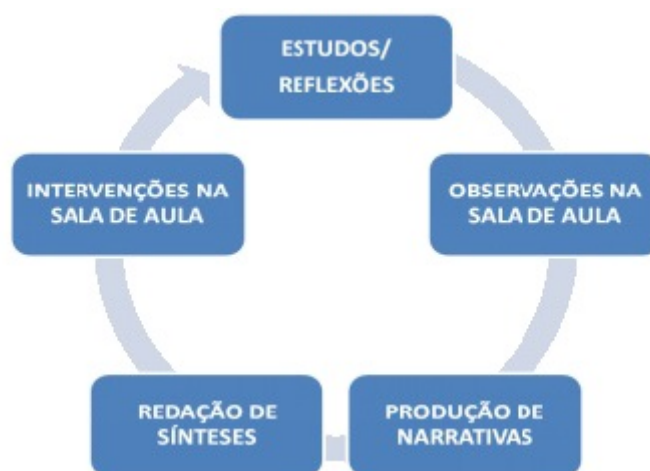 ESTUDOS/
REFLEXÕES
OBSERVAÇÕES NA
SALA DE AULA
PRODUÇÃO DE
NARRATIVAS
REDAÇÃO DE
SÍNTESES
INTERVENÇÕES NA
SALA DE AULA